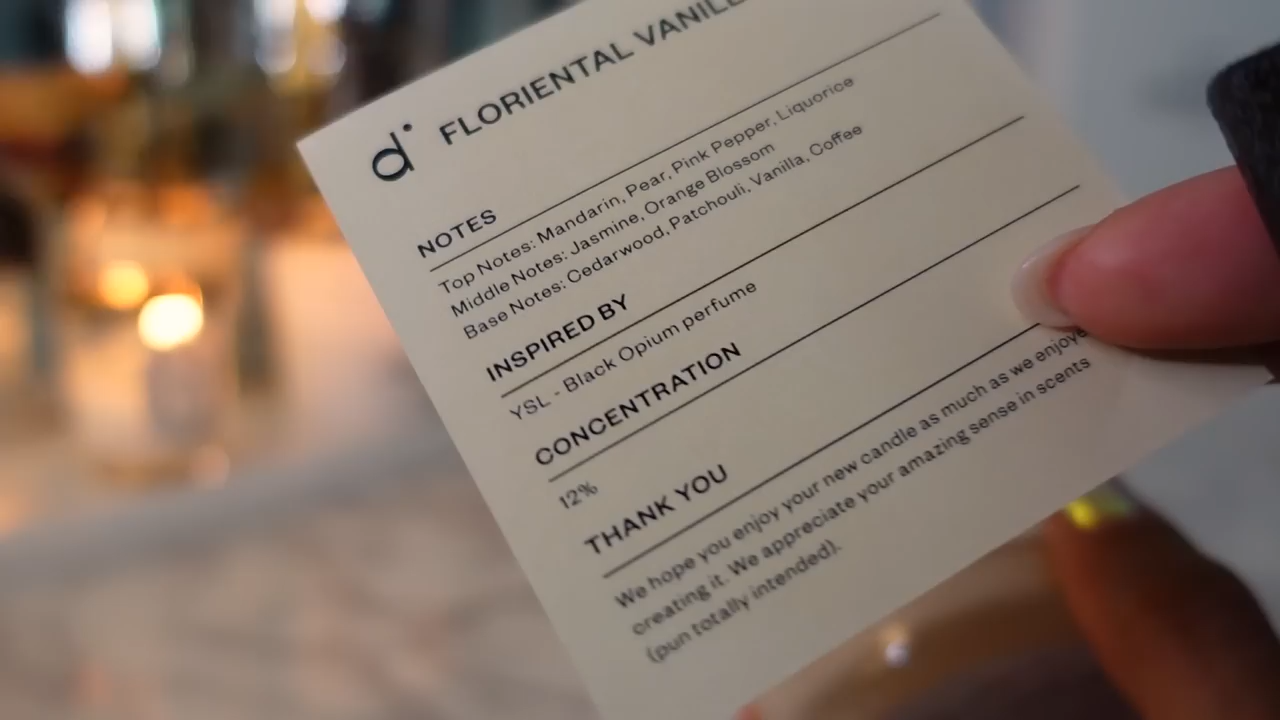 d FLORIENTAL VANILL
NOTES
Top Notes: Mandarin, Pear, Pink Pepper, Liquorice
Middle Notes: Jasmine, Orange Blossom
Base Notes: Cedarwood, Patchouli, Vanilla, Coffee
INSPIRED BY
YSL - Black Opium perfume
CONCENTRATION
12%
THANK YOU
We hope you enjoy your new candle as much as we enjoye
creating it. We appreciate your amazing sense in scents
(pun totally intended).